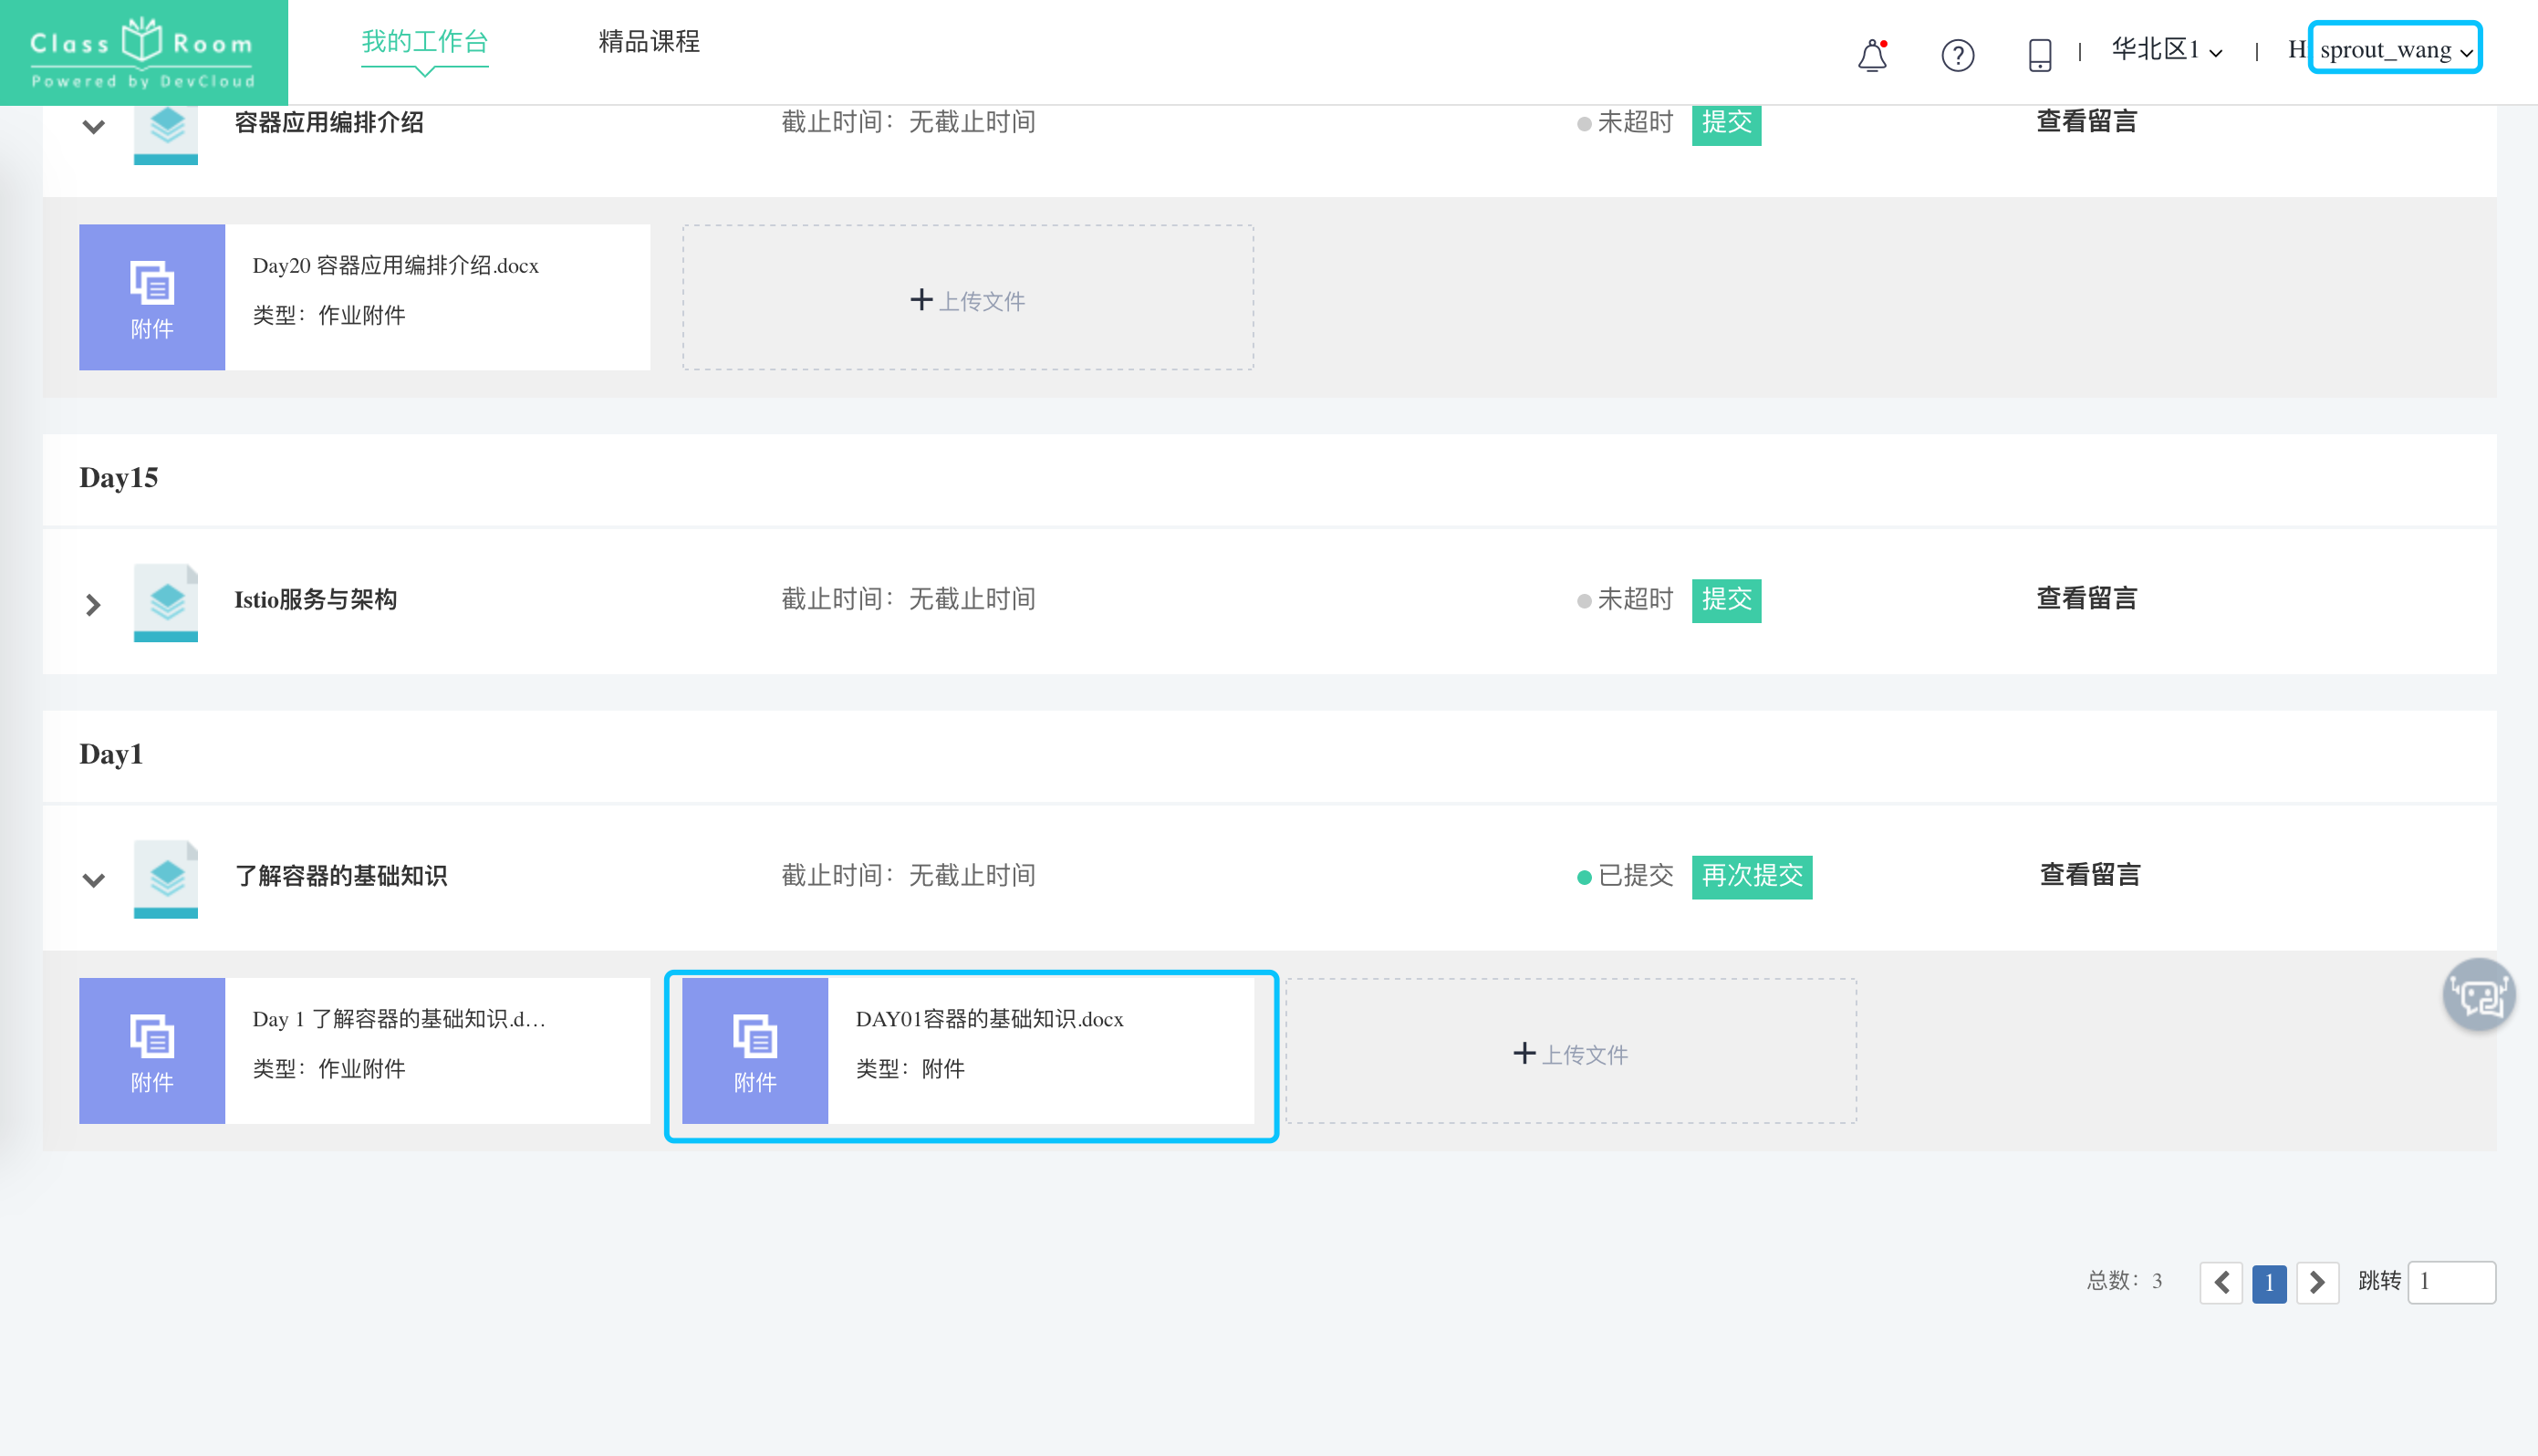 Class Room
Powered by DevCloud
我的工作台
精品课程
华北区1
H
sprout_wang
容器应用编排介绍
截止时间：无截止时间
未超时
提交
查看留言
附件
Day20 容器应用编排介绍.docx
类型：作业附件
上传文件
Day15
Istio服务与架构
截止时间：无截止时间
未超时
提交
查看留言
Day1
了解容器的基础知识
截止时间：无截止时间
已提交
再次提交
查看留言
附件
Day 1 了解容器的基础知识.d...
类型：作业附件
附件
DAY01容器的基础知识.docx
类型：附件
上传文件
总数：3
1
跳转
1